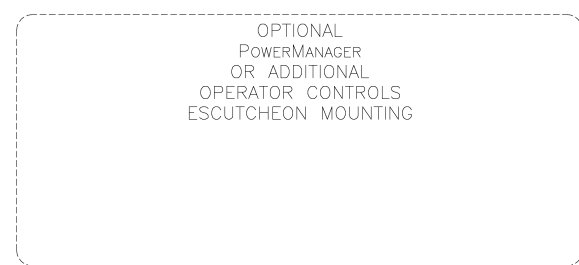 OPTIONAL
POWERMANAGER
OR ADDITIONAL
OPERATOR CONTROLS
ESCUTCHEON MOUNTING